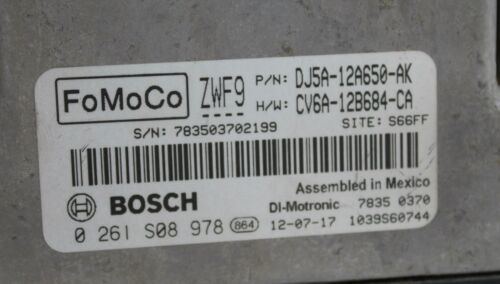 FoMoCo ZWF9 P/N: DJ5A-12A650-AK
H/W: CV6A-12B684-CA
S/N: 783503702199 SITE: S66FF
Assembled in Mexico
BOSCH DI-Motronic 7835 0370
0 261 S08 978 864 12-07-17 1039S60744